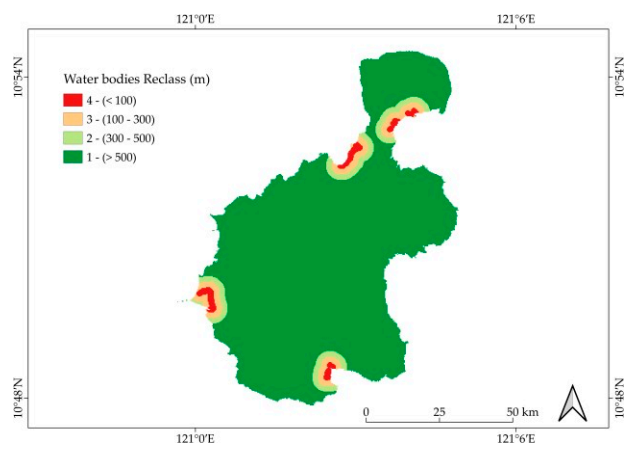 121°0'E 121°6'E
10°54'N 10°54'N
Water bodies Reclass (m)
4 - (< 100)
3 - (100 - 300)
2 - (300 - 500)
1 - (> 500)
10°48'N 10°48'N
0 25 50 km
121°0'E 121°6'E